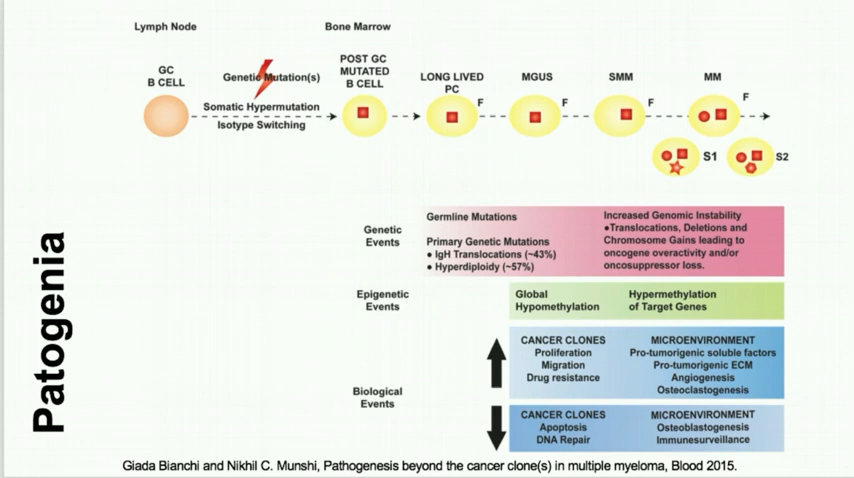 Lymph Node
Bone Marrow
GC
B CELL
Genetic Mutation(s)
Somatic Hypermutation
Isotype Switching
POST GC
MUTATED
B CELL
LONG LIVED
PC
F
MGUS
F
SMM
F
MM
F
S1
S2
Patogenia
Genetic
Events
Germline Mutations
Primary Genetic Mutations
• IgH Translocations (~43%)
• Hyperdiploidy (~57%)
Increased Genomic Instability
•Translocations, Deletions and
Chromosome Gains leading to
oncogene overactivity and/or
oncosuppressor loss.
Epigenetic
Events
Global
Hypomethylation
Hypermethylation
of Target Genes
Biological
Events
CANCER CLONES
Proliferation
Migration
Drug resistance
MICROENVIRONMENT
Pro-tumorigenic soluble factors
Pro-tumorigenic ECM
Angiogenesis
Osteoclastogenesis
CANCER CLONES
Apoptosis
DNA Repair
MICROENVIRONMENT
Osteoblastogenesis
Immunesurveillance
Giada Bianchi and Nikhil C. Munshi, Pathogenesis beyond the cancer clone(s) in multiple myeloma, Blood 2015.